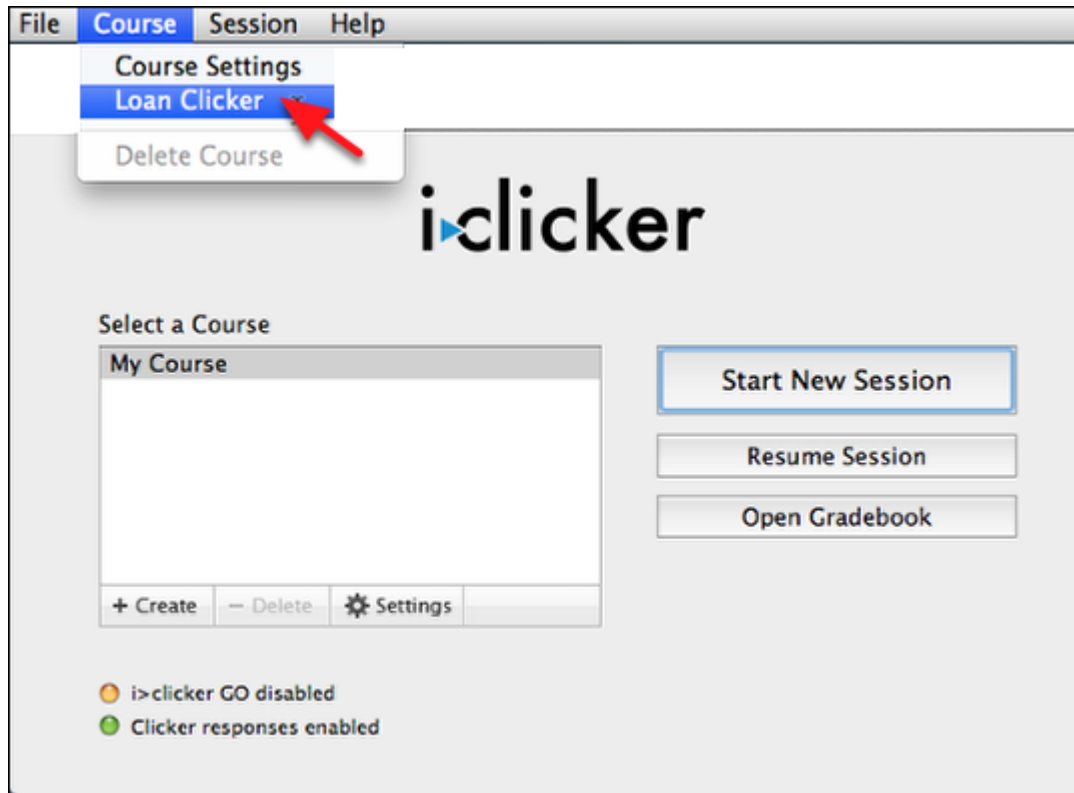 File Course Session Help
Course Settings
Loan Clicker
Delete Course
i▸clicker
Select a Course
My Course
Start New Session
Resume Session
Open Gradebook
+ Create − Delete Settings
i>clicker GO disabled
Clicker responses enabled